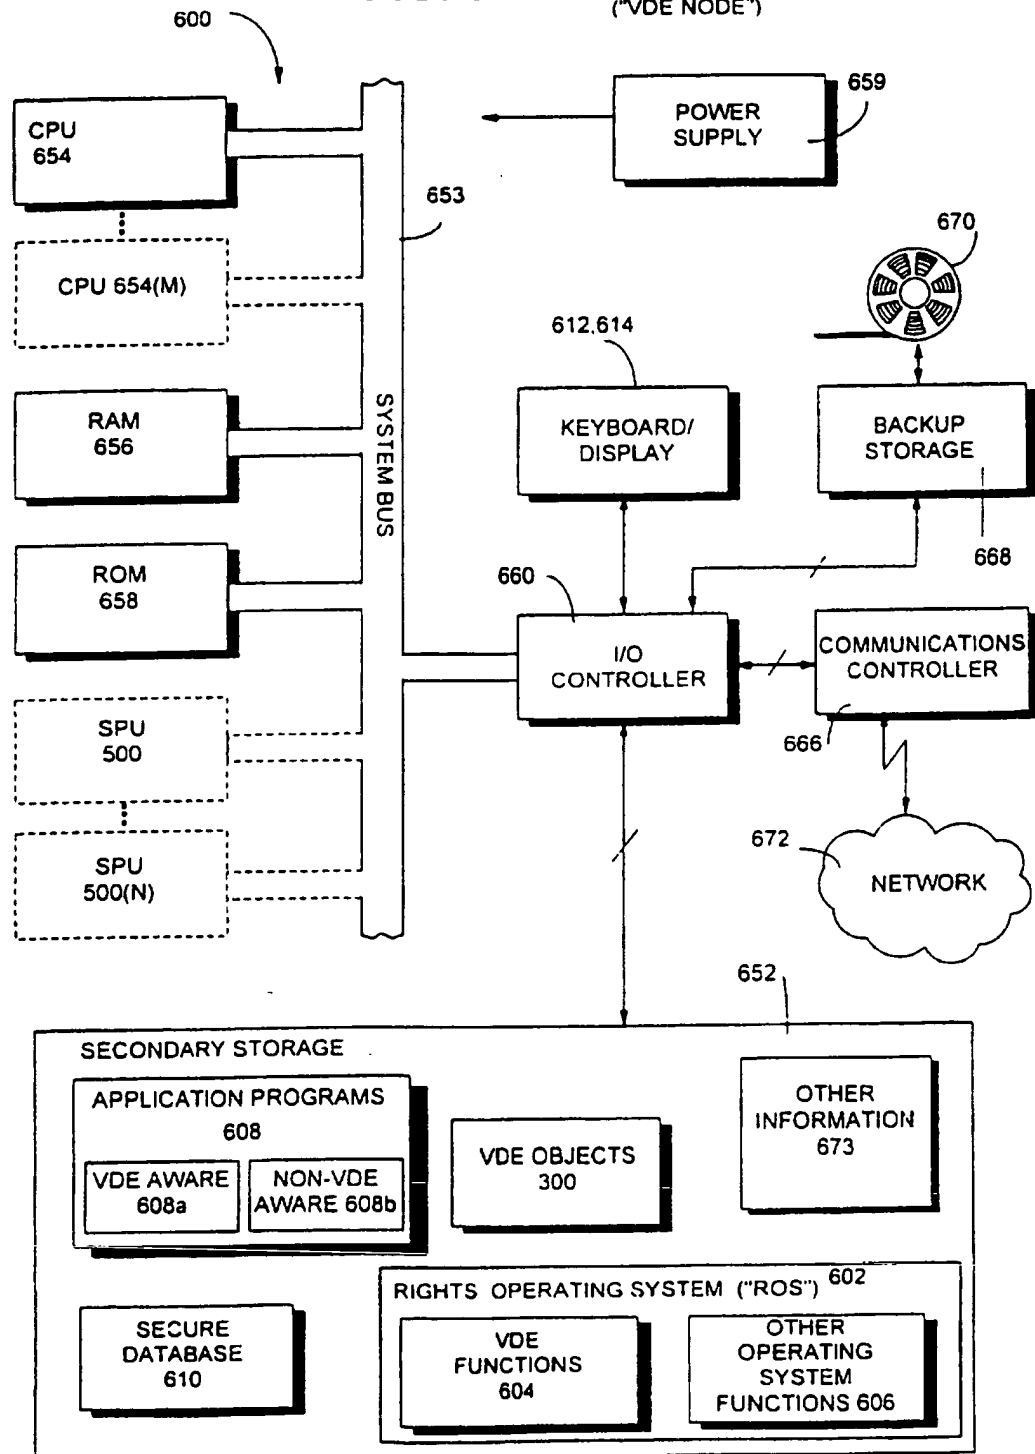 ("VDE NODE")
600
CPU
654
CPU 654(M)
RAM
656
ROM
658
SPU
500
SPU
500(N)
SYSTEM BUS
653
POWER
SUPPLY
659
670
612,614
KEYBOARD/
DISPLAY
BACKUP
STORAGE
668
660
I/O
CONTROLLER
COMMUNICATIONS
CONTROLLER
666
672
NETWORK
652
SECONDARY STORAGE
APPLICATION PROGRAMS
608
VDE AWARE
608a
NON-VDE
AWARE 608b
VDE OBJECTS
300
OTHER
INFORMATION
673
SECURE
DATABASE
610
RIGHTS OPERATING SYSTEM ("ROS") 602
VDE
FUNCTIONS
604
OTHER
OPERATING
SYSTEM
FUNCTIONS 606